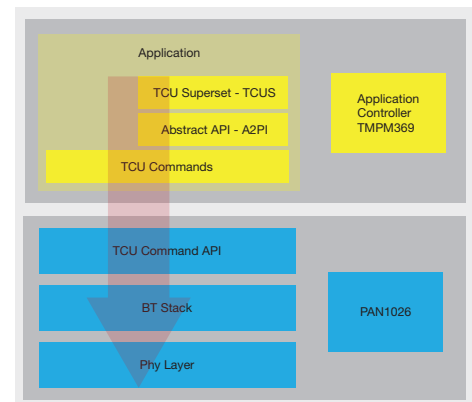 Application
TCU Superset - TCUS
Abstract API - A2PI
TCU Commands
Application
Controller
TMPM369
TCU Command API
BT Stack
Phy Layer
PAN1026